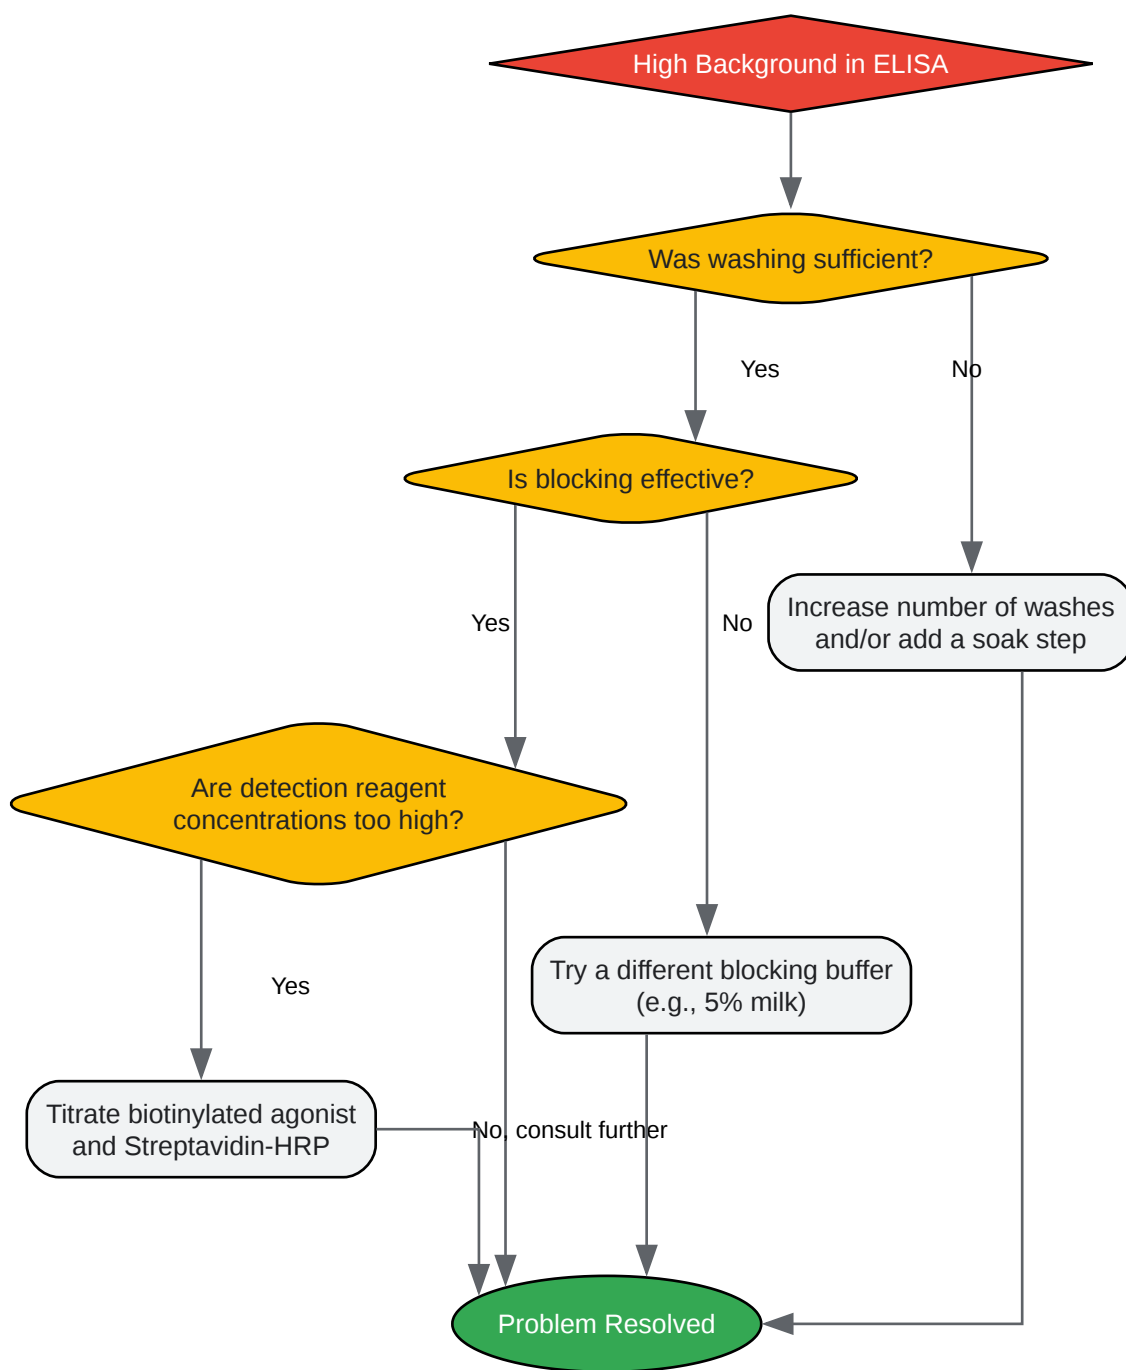 High Background in ELISA
Was washing sufficient?
Yes
No
Is blocking effective?
Yes
No
Increase number of washes
and/or add a soak step
Are detection reagent
concentrations too high?
Yes
Try a different blocking buffer
(e.g., 5% milk)
Titrate biotinylated agonist
and Streptavidin-HRP
No, consult further
Problem Resolved